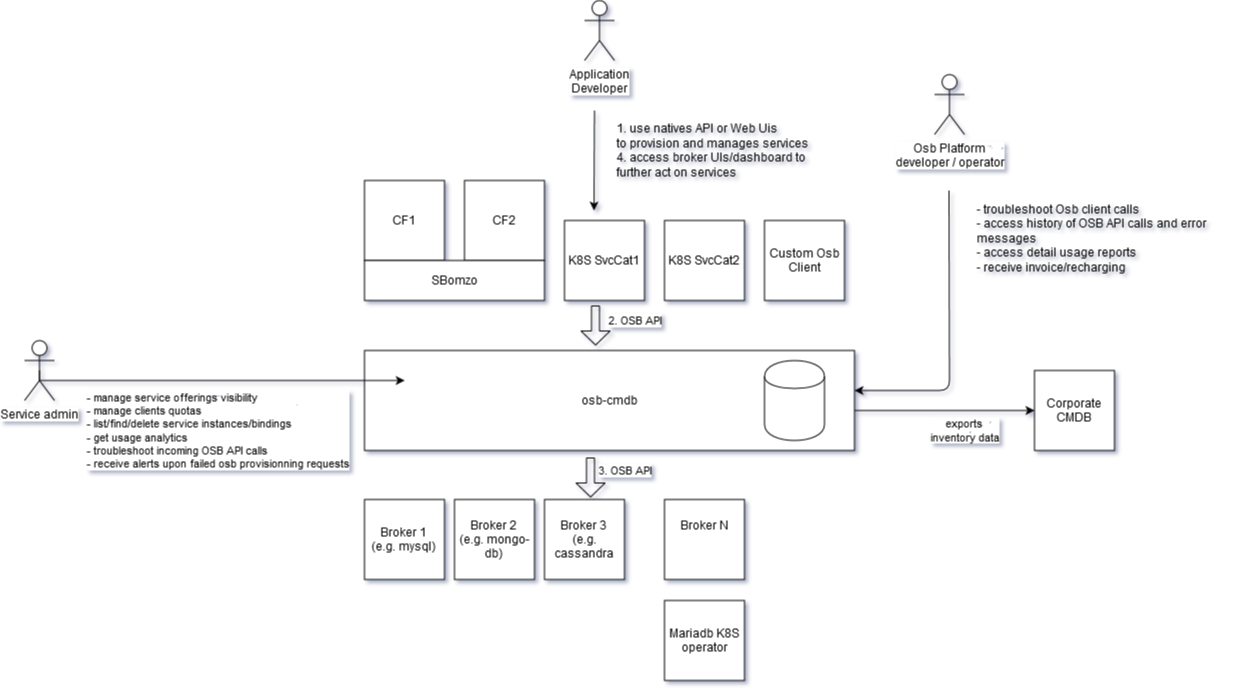 Application
Developer
1. use natives API or Web Uis
to provision and manages services
4. access broker UIs/dashboard to
further act on services
Osb Platform
developer / operator
- troubleshoot Osb client calls
- access history of OSB API calls and error
messages
- access detail usage reports
- receive invoice/recharging
CF1
CF2
SBomzo
K8S SvcCat1
K8S SvcCat2
Custom Osb
Client
2. OSB API
Service admin
- manage service offerings visibility
- manage clients quotas
- list/find/delete service instances/bindings
- get usage analytics
- troubleshoot incoming OSB API calls
- receive alerts upon failed osb provisionning requests
osb-cmdb
exports
inventory data
Corporate
CMDB
3. OSB API
Broker 1
(e.g. mysql)
Broker 2
(e.g. mongo-
db)
Broker 3
(e.g.
cassandra
Broker N
Mariadb K8S
operator